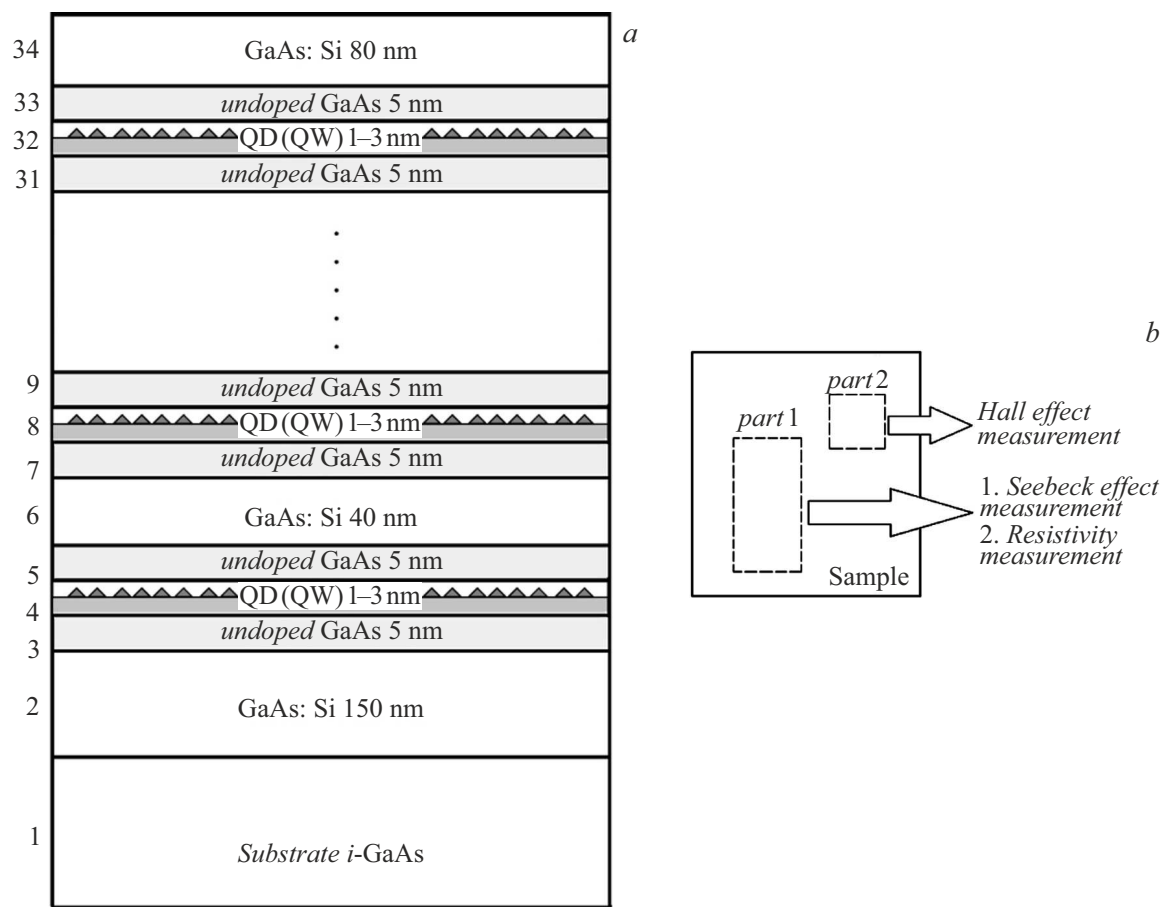 a
34 GaAs: Si 80 nm
33 undoped GaAs 5 nm
32 QD (QW) 1–3 nm
31 undoped GaAs 5 nm
9 undoped GaAs 5 nm
8 QD (QW) 1–3 nm
7 undoped GaAs 5 nm
6 GaAs: Si 40 nm
5 undoped GaAs 5 nm
4 QD (QW) 1–3 nm
3 undoped GaAs 5 nm
2 GaAs: Si 150 nm
1 Substrate i-GaAs
b
part 2
part 1
Hall effect
measurement
1. Seebeck effect
measurement
2. Resistivity
measurement
Sample